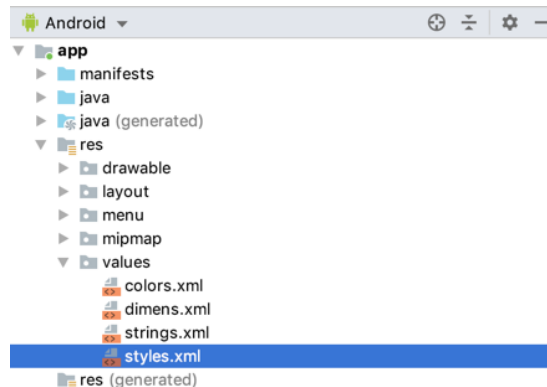 Android
app
manifests
java
java (generated)
res
drawable
layout
menu
mipmap
values
colors.xml
dimens.xml
strings.xml
styles.xml
res (generated)